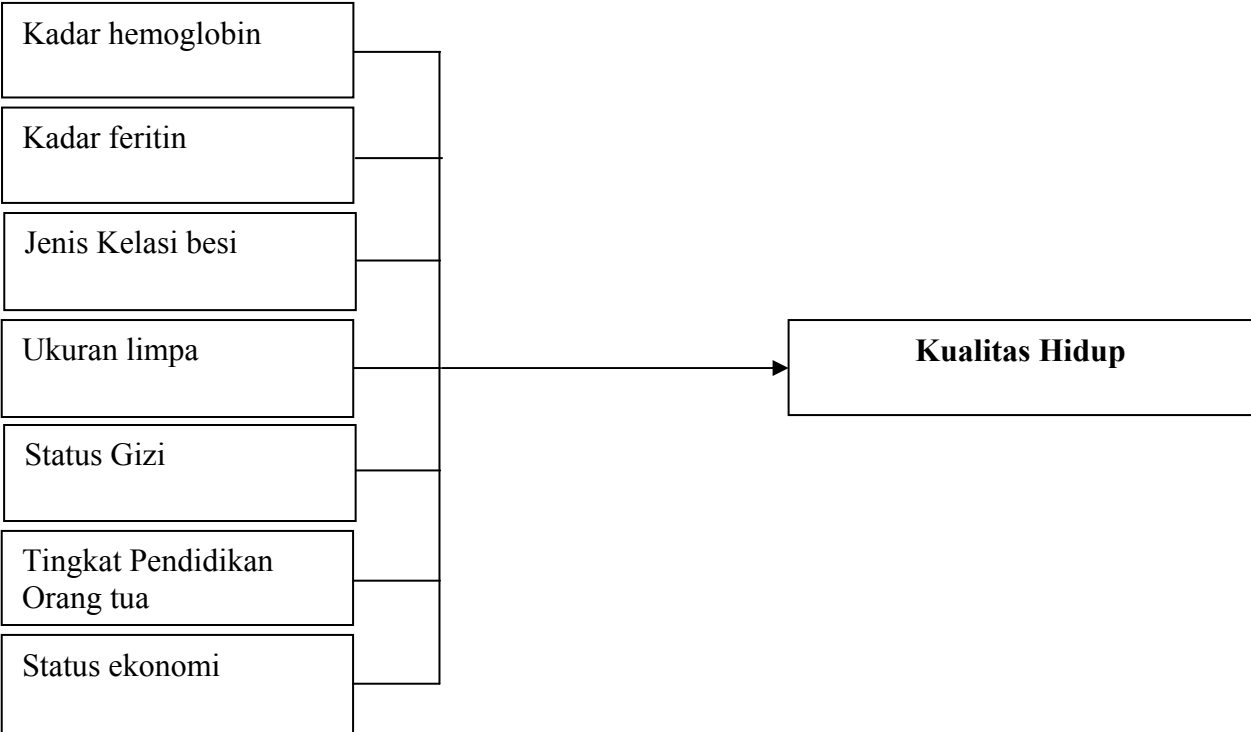 Kadar hemoglobin
Kadar feritin
Jenis Kelasi besi
Ukuran limpa
Kualitas Hidup
Status Gizi
Tingkat Pendidikan
Orang tua
Status ekonomi